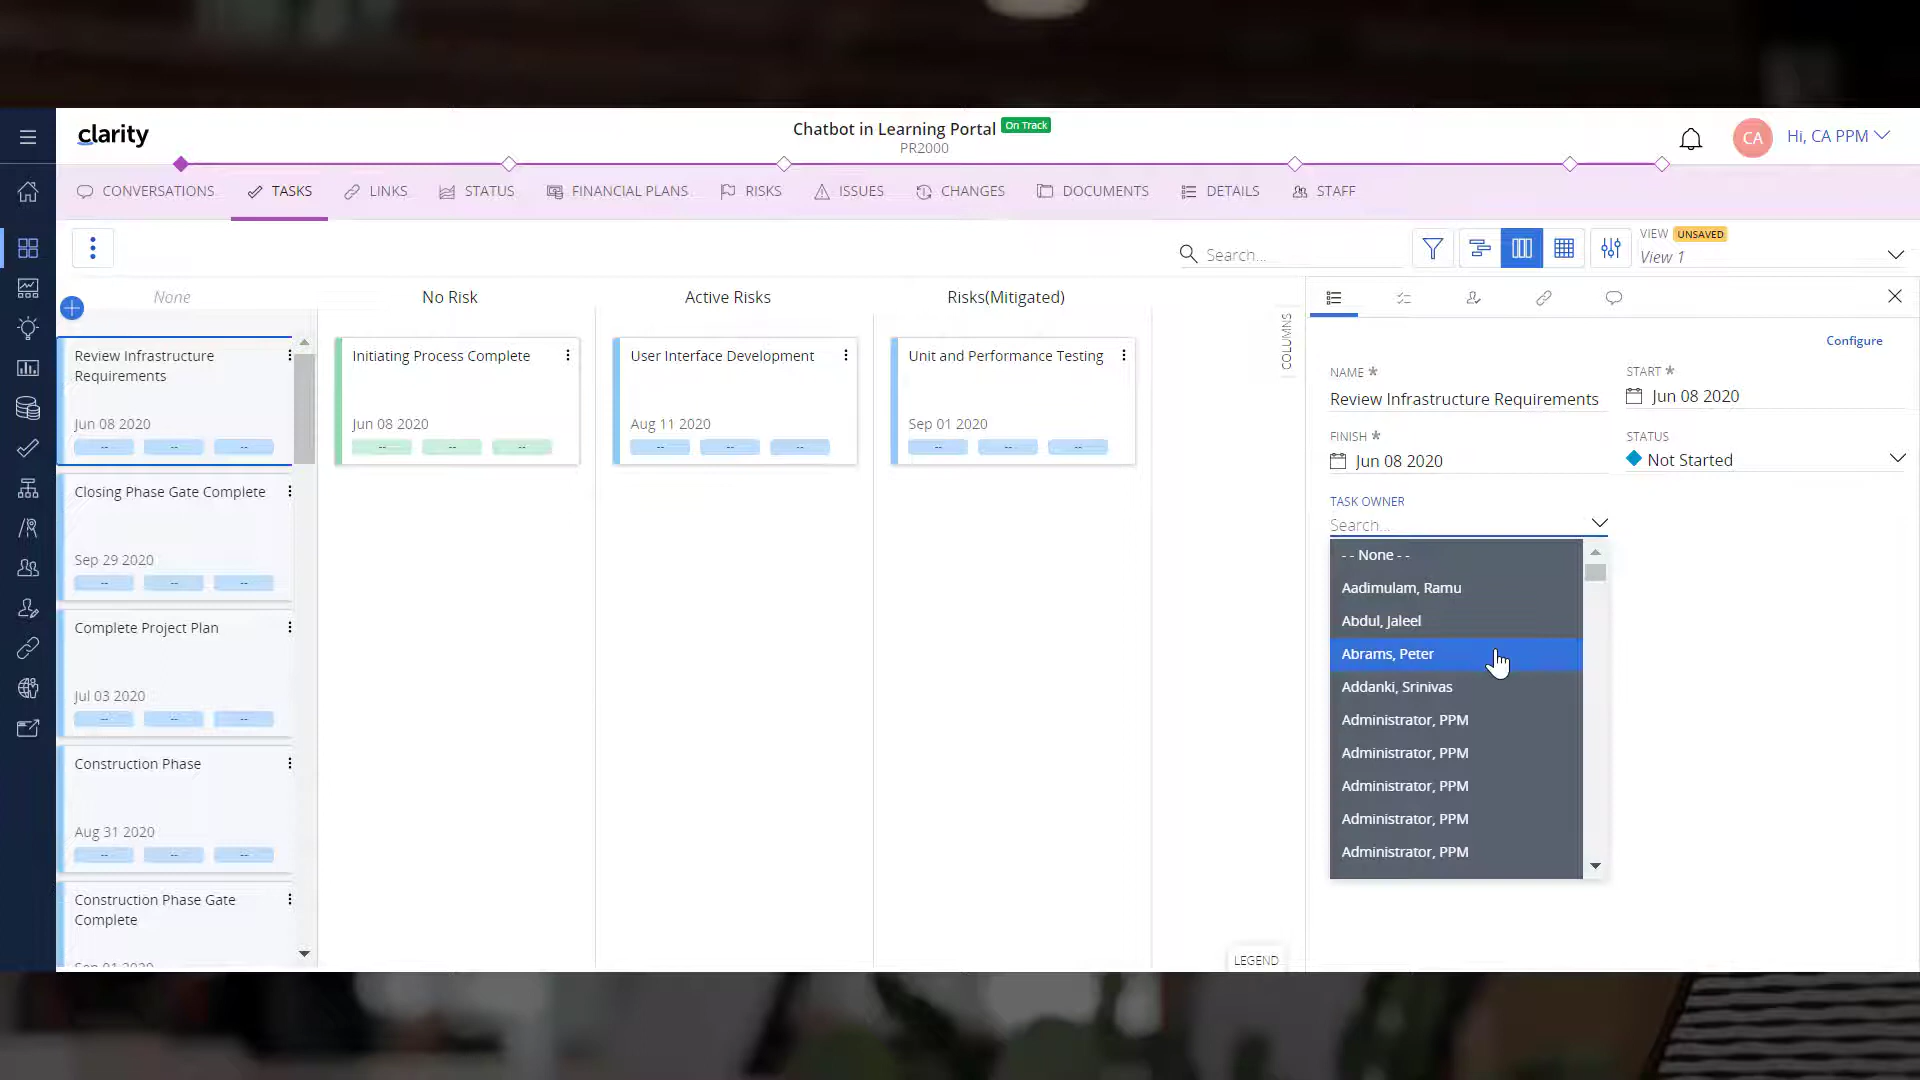 clarity
Chatbot in Learning Portal On Track
PR2000
CA Hi, CA PPM
CONVERSATIONS TASKS LINKS STATUS FINANCIAL PLANS RISKS ISSUES CHANGES DOCUMENTS DETAILS STAFF
Search...
VIEW UNSAVED
View 1
None
No Risk
Active Risks
Risks(Mitigated)
COLUMNS
Review Infrastructure
Requirements
Jun 08 2020
-- -- --
Closing Phase Gate Complete
Sep 29 2020
-- -- --
Complete Project Plan
Jul 03 2020
-- -- --
Construction Phase
Aug 31 2020
-- -- --
Construction Phase Gate
Complete
Sep 01 2020
Initiating Process Complete
Jun 08 2020
-- -- --
User Interface Development
Aug 11 2020
-- -- --
Unit and Performance Testing
Sep 01 2020
-- -- --
LEGEND
Configure
NAME *
Review Infrastructure Requirements
START *
Jun 08 2020
FINISH *
Jun 08 2020
STATUS
Not Started
TASK OWNER
Search...
- - None - -
Aadimulam, Ramu
Abdul, Jaleel
Abrams, Peter
Addanki, Srinivas
Administrator, PPM
Administrator, PPM
Administrator, PPM
Administrator, PPM
Administrator, PPM